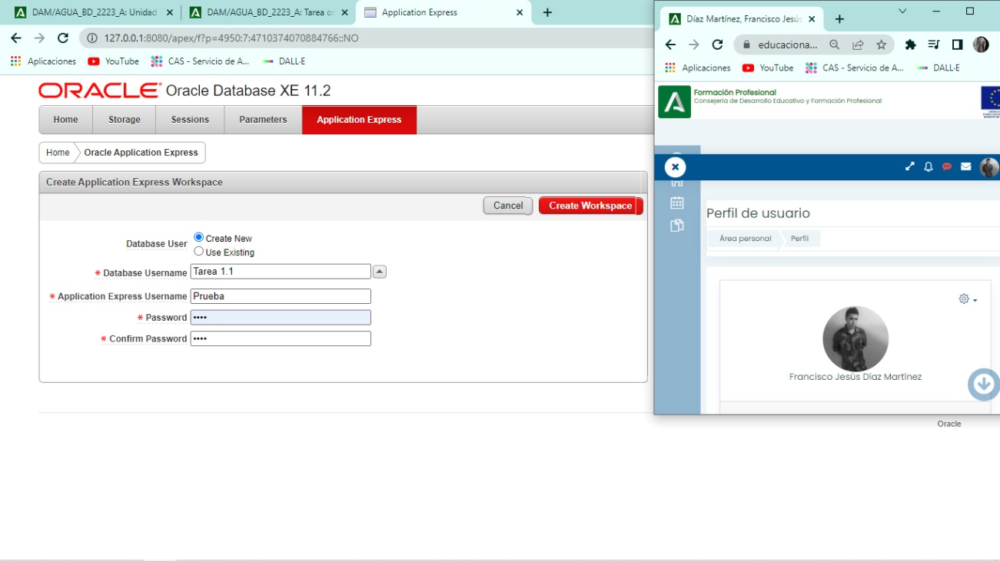 DAM/AGUA_BD_2223_A: Unidad
DAM/AGUA_BD_2223_A: Tarea on
Application Express
127.0.0.1:8080/apex/f?p=4950:7:4710374070884766::NO
Aplicaciones YouTube CAS - Servicio de A... DALL·E
ORACLE Oracle Database XE 11.2
Home Storage Sessions Parameters Application Express
Home Oracle Application Express
Create Application Express Workspace
Cancel Create Workspace
Database User Create New
Use Existing
* Database Username Tarea 1.1
* Application Express Username Prueba
* Password ••••
* Confirm Password ••••
Oracle
Díaz Martínez, Francisco Jesús
educaciona...
Aplicaciones YouTube CAS - Servicio de A... DALL·E
Formación Profesional
Consejería de Desarrollo Educativo y Formación Profesional
Perfil de usuario
Área personal Perfil
Francisco Jesús Díaz Martínez